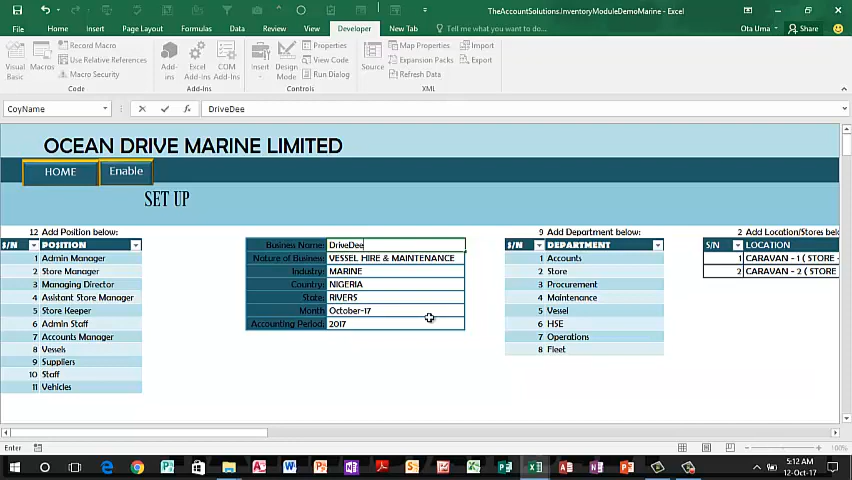 TheAccountSolutions.InventoryModuleDemoMarine - Excel
Ota Uma
File Home Insert Page Layout Formulas Data Review View Developer New Tab Tell me what you want to do... Share
Visual Basic
Macros
Record Macro
Use Relative References
Macro Security
Code
Add-ins
Excel Add-ins
COM Add-ins
Add-Ins
Insert
Design Mode
Properties
View Code
Run Dialog
Controls
Source
Map Properties
Expansion Packs
Refresh Data
Import
Export
XML
CoyName
fx
DriveDee
OCEAN DRIVE MARINE LIMITED
HOME
Enable
SET UP
12 Add Position below:
S/N POSITION
1 Admin Manager
2 Store Manager
3 Managing Director
4 Assistant Store Manager
5 Store Keeper
6 Admin Staff
7 Accounts Manager
8 Vessels
9 Suppliers
10 Staff
11 Vehicles
Business Name: DriveDee
Nature of Business: VESSEL HIRE & MAINTENANCE
Industry: MARINE
Country: NIGERIA
State: RIVERS
Month October-17
Accounting Period: 2017
9 Add Department below:
S/N DEPARTMENT
1 Accounts
2 Store
3 Procurement
4 Maintenance
5 Vessel
6 HSE
7 Operations
8 Fleet
2 Add Location/Stores belo
S/N LOCATION
1 CARAVAN - 1 ( STORE -
2 CARAVAN - 2 ( STORE
Enter
100%
5:12 AM
12-Oct-17